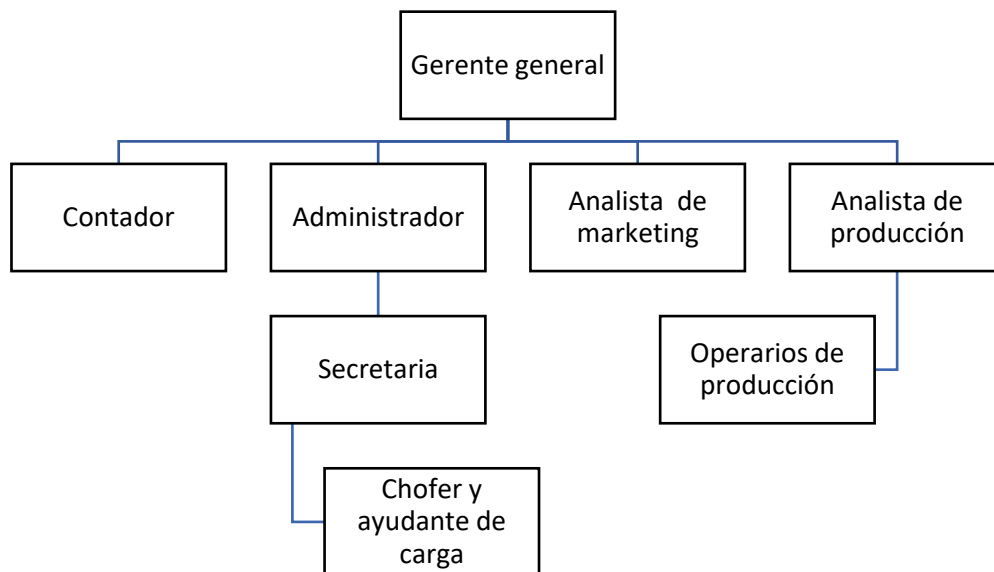 Gerente general
Contador
Administrador
Analista de
marketing
Analista de
producción
Secretaria
Operarios de
producción
Chofer y
ayudante de
carga